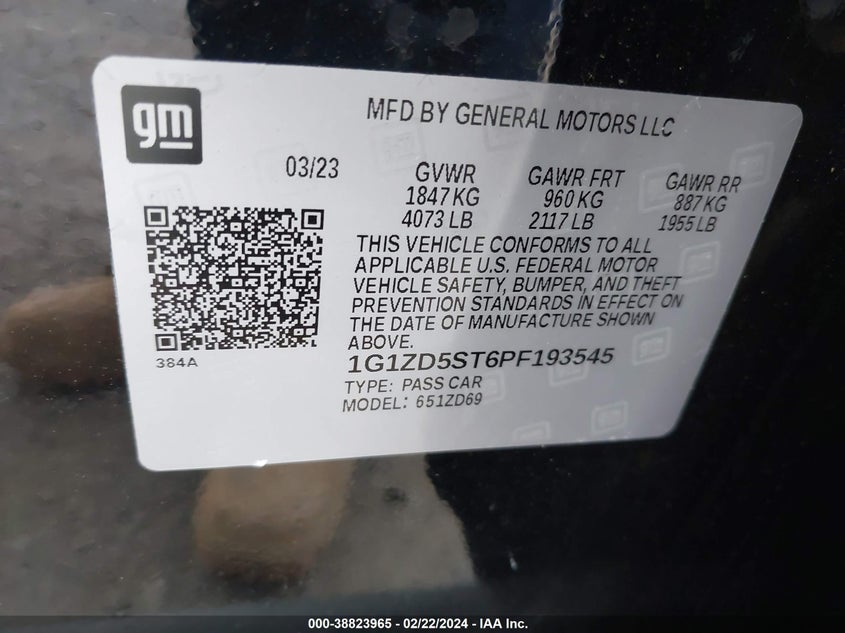 gm
MFD BY GENERAL MOTORS LLC
03/23 GVWR GAWR FRT GAWR RR
1847 KG 960 KG 887 KG
4073 LB 2117 LB 1955 LB
THIS VEHICLE CONFORMS TO ALL
APPLICABLE U.S. FEDERAL MOTOR
VEHICLE SAFETY, BUMPER, AND THEFT
PREVENTION STANDARDS IN EFFECT ON
THE DATE OF MANUFACTURE SHOWN
ABOVE.
384A
1G1ZD5ST6PF193545
TYPE: PASS CAR
MODEL: 651ZD69
000-38823965 - 02/22/2024 - IAA Inc.